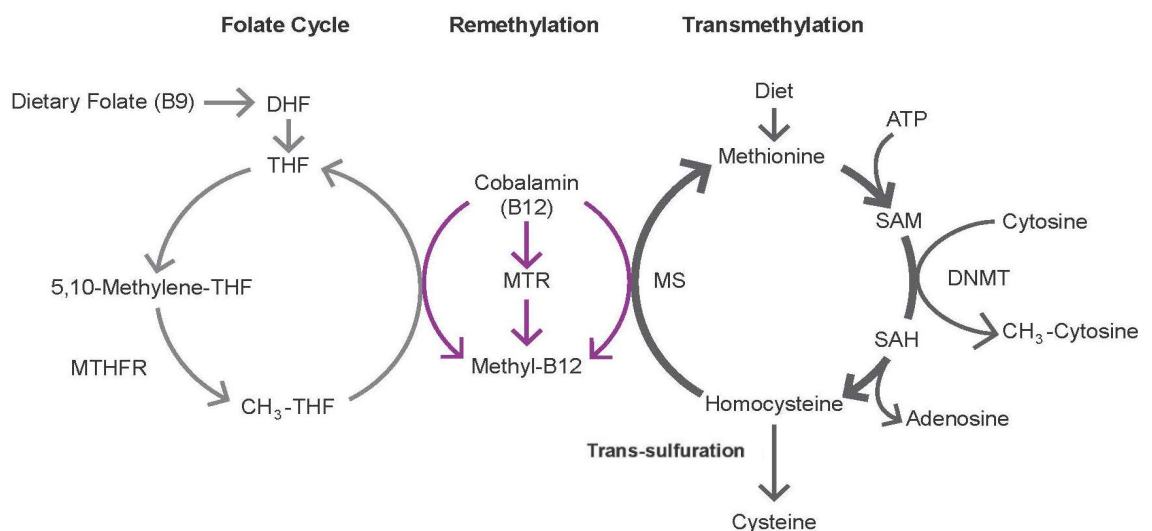 Folate Cycle
Remethylation
Transmethylation
Dietary Folate (B9)
DHF
THF
5,10-Methylene-THF
MTHFR
CH₃-THF
Cobalamin
(B12)
MTR
Methyl-B12
MS
Diet
Methionine
ATP
SAM
Cytosine
DNMT
CH₃-Cytosine
SAH
Homocysteine
Adenosine
Trans-sulfuration
Cysteine